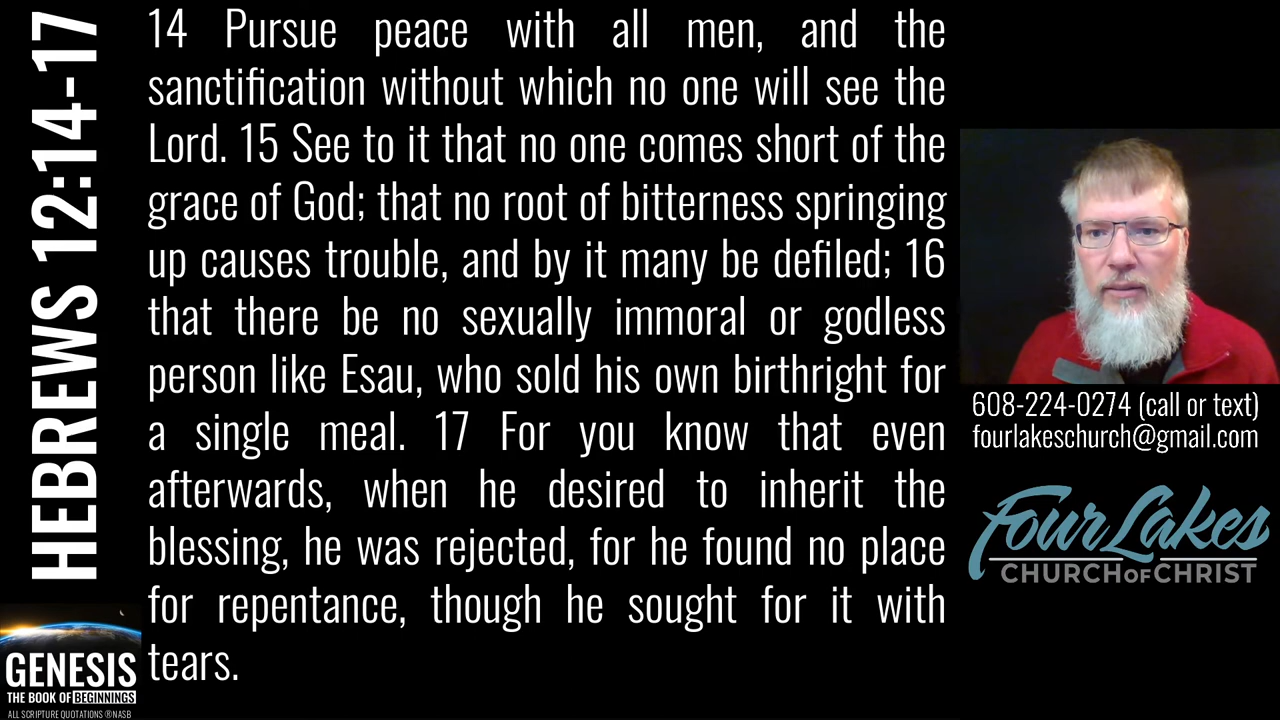 HEBREWS 12:14-17
14 Pursue peace with all men, and the
sanctification without which no one will see the
Lord. 15 See to it that no one comes short of the
grace of God; that no root of bitterness springing
up causes trouble, and by it many be defiled; 16
that there be no sexually immoral or godless
person like Esau, who sold his own birthright for
a single meal. 17 For you know that even
afterwards, when he desired to inherit the
blessing, he was rejected, for he found no place
for repentance, though he sought for it with
tears.
608-224-0274 (call or text)
fourlakeschurch@gmail.com
Four Lakes
CHURCH OF CHRIST
GENESIS
THE BOOK OF BEGINNINGS
ALL SCRIPTURE QUOTATIONS ®NASB